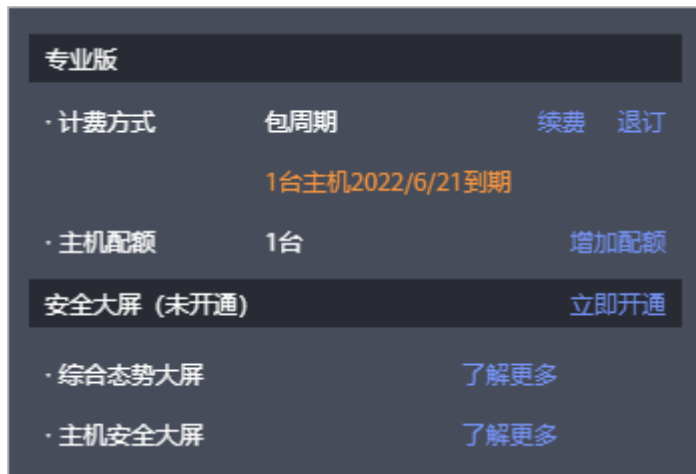 专业版
· 计费方式 包周期 续费 退订
1台主机2022/6/21到期
· 主机配额 1台 增加配额
安全大屏 (未开通) 立即开通
· 综合态势大屏 了解更多
· 主机安全大屏 了解更多